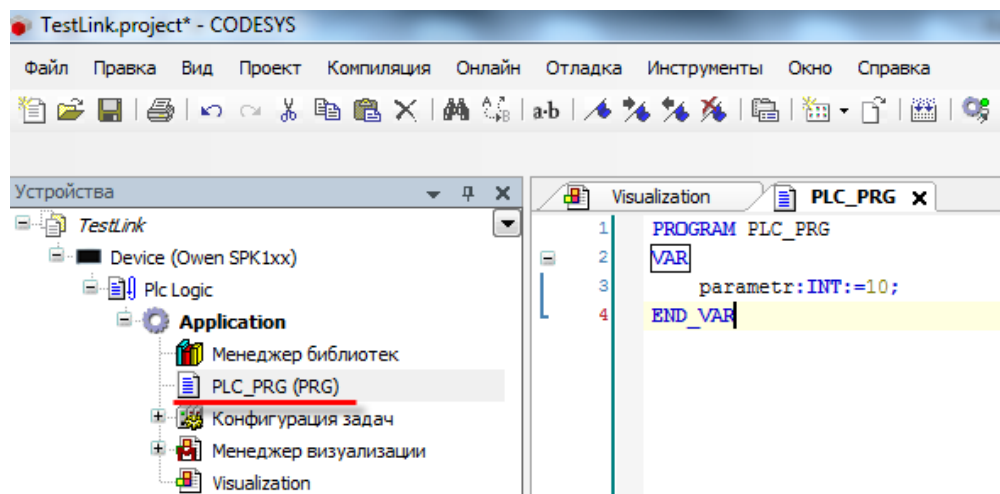 TestLink.project* - CODESYS
Файл Правка Вид Проект Компиляция Онлайн Отладка Инструменты Окно Справка
a·b
Устройства
TestLink
Device (Owen SPK1xx)
Plc Logic
Application
Менеджер библиотек
PLC_PRG (PRG)
Конфигурация задач
Менеджер визуализации
Visualization
Visualization PLC_PRG
1 PROGRAM PLC_PRG
2 VAR
3 parametr:INT:=10;
4 END_VAR